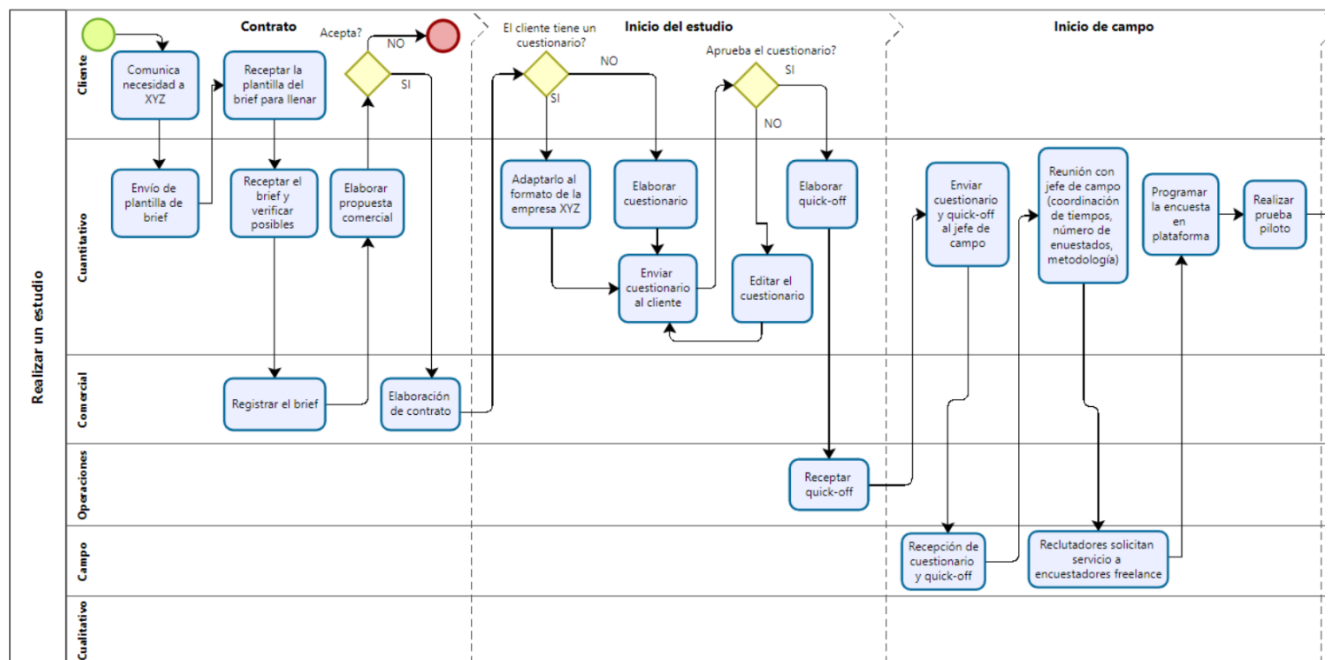 Realizar un estudio
Contrato
Inicio del estudio
Inicio de campo
Cliente
Comunica
necesidad a
XYZ
Receptar la
plantilla del
brief para llenar
Acepta?
NO
SI
El cliente tiene un
cuestionario?
NO
SI
Aprueba el cuestionario?
SI
NO
Cuantitativo
Envío de
plantilla de
brief
Receptar el
brief y
verificar
posibles
Elaborar
propuesta
comercial
Adaptarlo al
formato de la
empresa XYZ
Elaborar
cuestionario
Enviar
cuestionario
al cliente
Editar el
cuestionario
Elaborar
quick-off
Enviar
cuestionario
y quick-off
al jefe de
campo
Reunión con
jefe de campo
(coordinación
de tiempos,
número de
enuestados,
metodología)
Programar
la encuesta
en
plataforma
Realizar
prueba
piloto
Comercial
Registrar el brief
Elaboración
de contrato
Operaciones
Receptar
quick-off
Campo
Recepción de
cuestionario
y quick-off
Reclutadores solicitan
servicio a
encuestadores freelance
Cualitativo